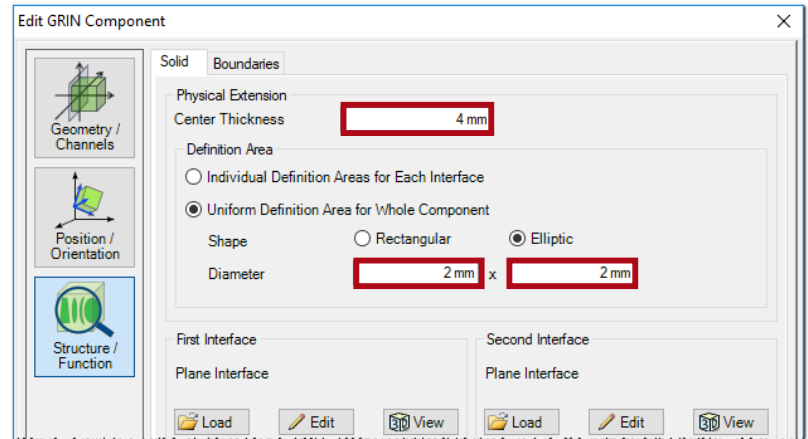 Edit GRIN Component
Solid Boundaries
Geometry /
Channels
Position /
Orientation
Structure /
Function
Physical Extension
Center Thickness 4 mm
Definition Area
Individual Definition Areas for Each Interface
Uniform Definition Area for Whole Component
Shape Rectangular Elliptic
Diameter 2 mm x 2 mm
First Interface
Plane Interface
Load Edit 3D View
Second Interface
Plane Interface
Load Edit 3D View